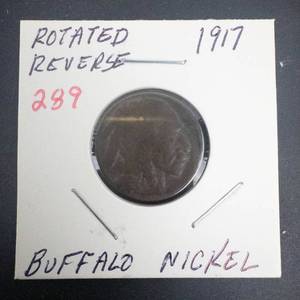 ROTATED 1917
REVERSE
289
BUFFALO NICKEL